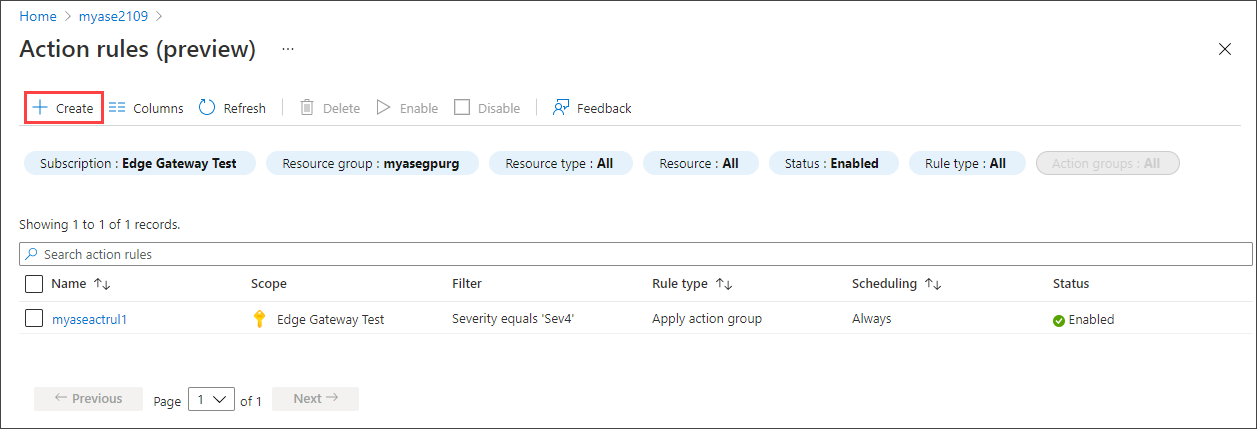 Home > myase2109 >
Action rules (preview) ...
+ Create Columns Refresh Delete Enable Disable Feedback
Subscription : Edge Gateway Test Resource group : myasegpurg Resource type : All Resource : All Status : Enabled Rule type : All Action groups : All
Showing 1 to 1 of 1 records.
Search action rules
Name ↑↓ Scope Filter Rule type ↑↓ Scheduling ↑↓ Status
myaseactrul1 Edge Gateway Test Severity equals 'Sev4' Apply action group Always Enabled
← Previous Page 1 of 1 Next →